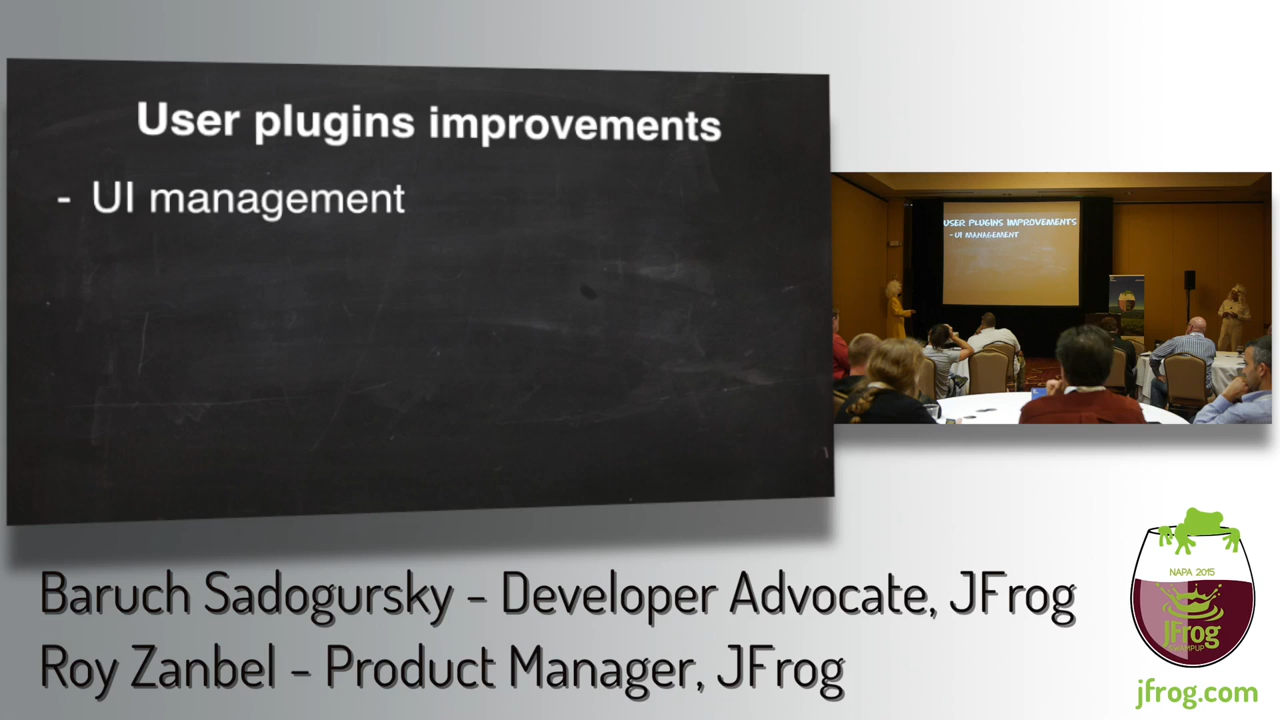 User plugins improvements
- UI management
USER PLUGINS IMPROVEMENTS
- UI MANAGEMENT
Baruch Sadogursky – Developer Advocate, JFrog
Roy Zanbel – Product Manager, JFrog
NAPA 2015
JFrog
SWAMPUP
jfrog.com